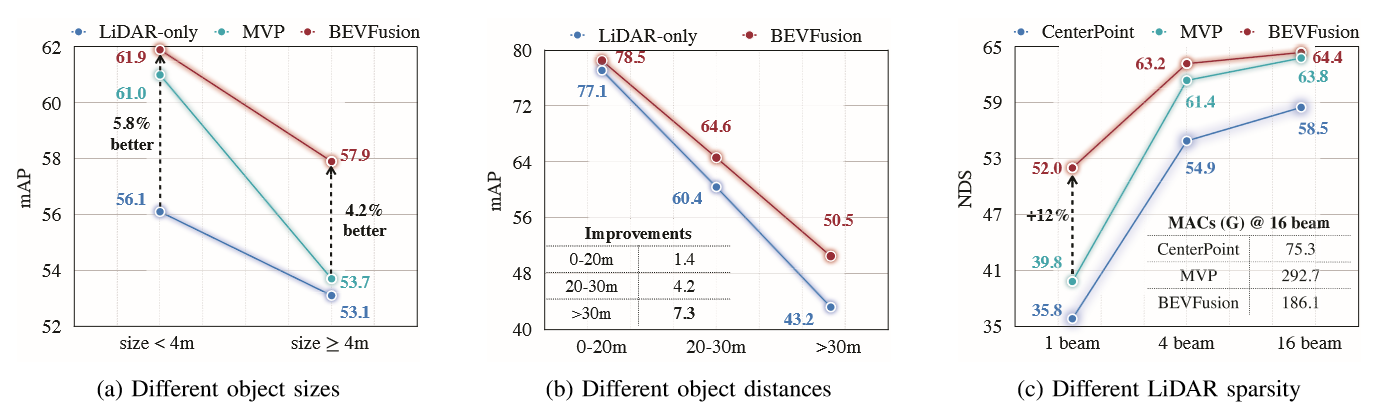 LiDAR-only MVP BEVFusion
mAP
62
60
58
56
54
52
61.9
61.0
5.8%
better
56.1
57.9
4.2%
better
53.7
53.1
size < 4m size ≥ 4m
(a) Different object sizes
LiDAR-only BEVFusion
mAP
80
72
64
56
48
40
78.5
77.1
64.6
60.4
50.5
43.2
Improvements
0-20m 1.4
20-30m 4.2
>30m 7.3
0-20m 20-30m >30m
(b) Different object distances
CenterPoint MVP BEVFusion
NDS
65
59
53
47
41
35
63.2
64.4
63.8
61.4
58.5
54.9
52.0
+12%
39.8
35.8
MACs (G) @ 16 beam
CenterPoint 75.3
MVP 292.7
BEVFusion 186.1
1 beam 4 beam 16 beam
(c) Different LiDAR sparsity